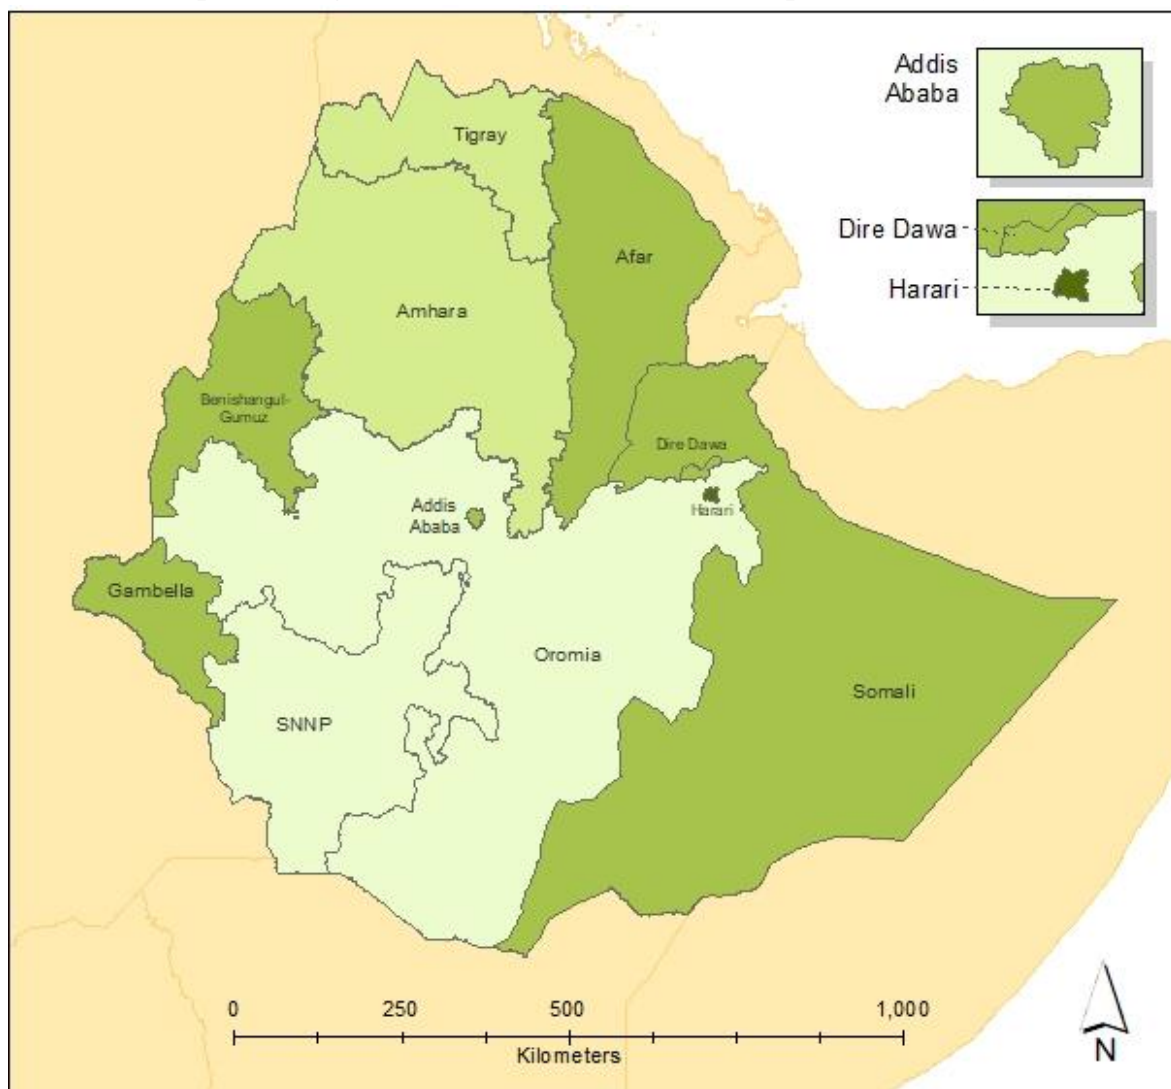 Addis
Ababa
Dire Dawa
Harari
Tigray
Afar
Amhara
Benishangul-
Gumuz
Dire Dawa
Harari
Addis
Ababa
Gambella
Oromia
Somali
SNNP
0 250 500 1,000
Kilometers
N